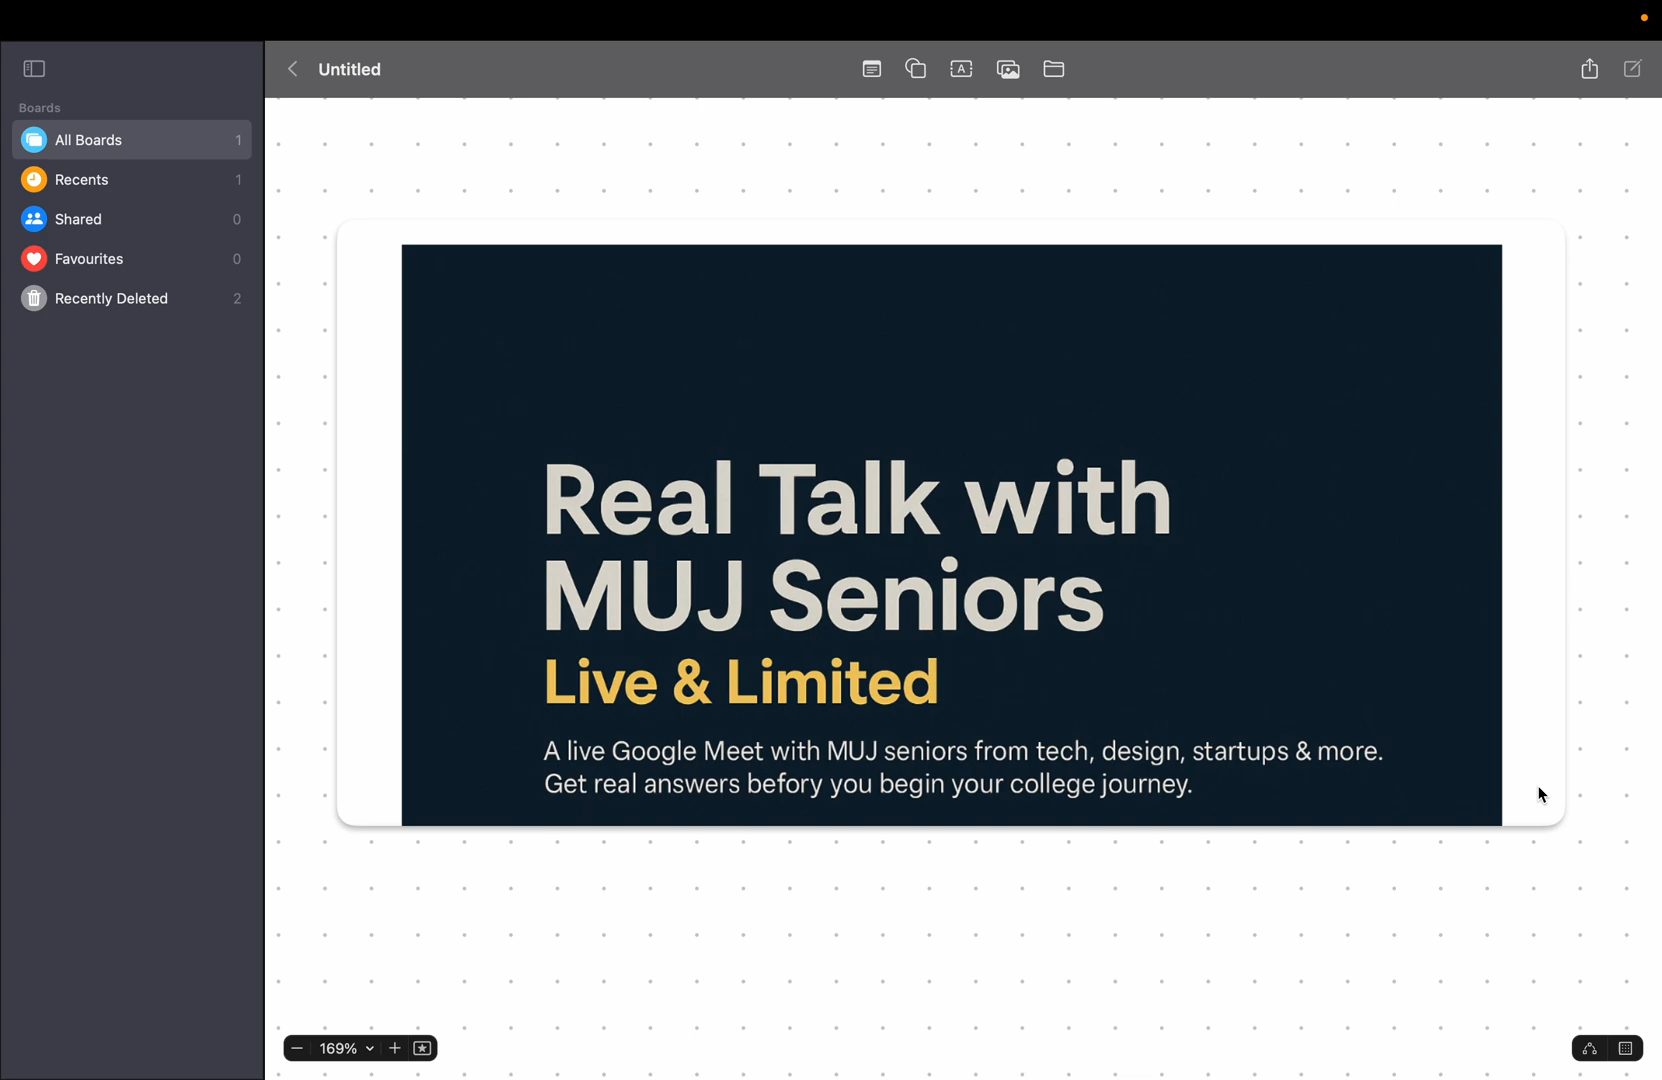 Untitled
Boards
All Boards 1
Recents 1
Shared 0
Favourites 0
Recently Deleted 2
A
Real Talk with
MUJ Seniors
Live & Limited
A live Google Meet with MUJ seniors from tech, design, startups & more.
Get real answers befory you begin your college journey.
169%